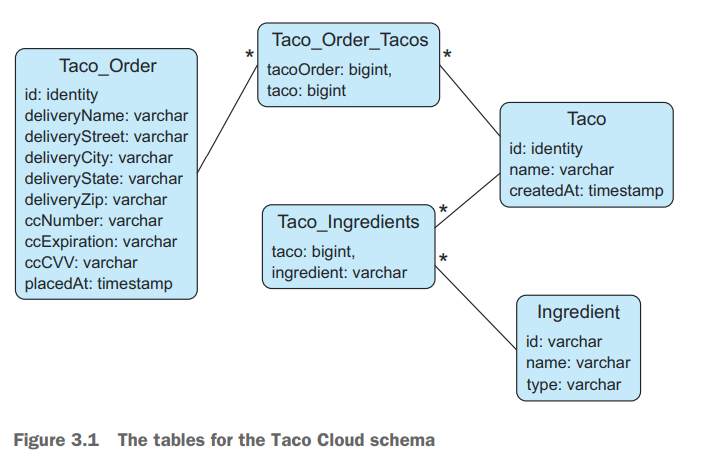 Taco_Order
id: identity
deliveryName: varchar
deliveryStreet: varchar
deliveryCity: varchar
deliveryState: varchar
deliveryZip: varchar
ccNumber: varchar
ccExpiration: varchar
ccCVV: varchar
placedAt: timestamp
*
Taco_Order_Tacos
tacoOrder: bigint,
taco: bigint
*
Taco
id: identity
name: varchar
createdAt: timestamp
Taco_Ingredients
taco: bigint,
ingredient: varchar
*
*
Ingredient
id: varchar
name: varchar
type: varchar
Figure 3.1 The tables for the Taco Cloud schema